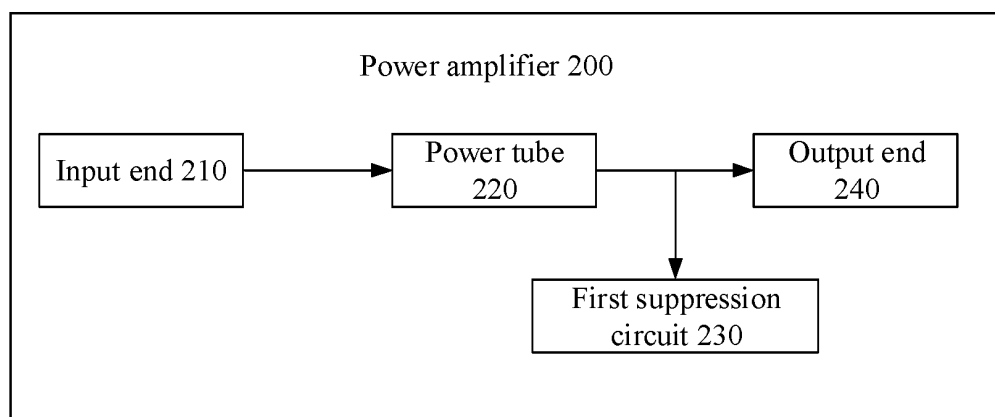 Power amplifier 200
Input end 210
Power tube
220
Output end
240
First suppression
circuit 230